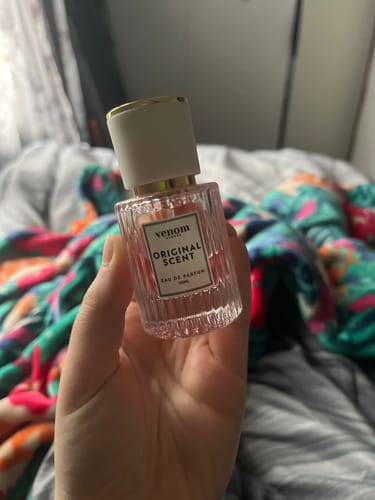 venom
ORIGINAL
SCENT
EAU DE PARFUM